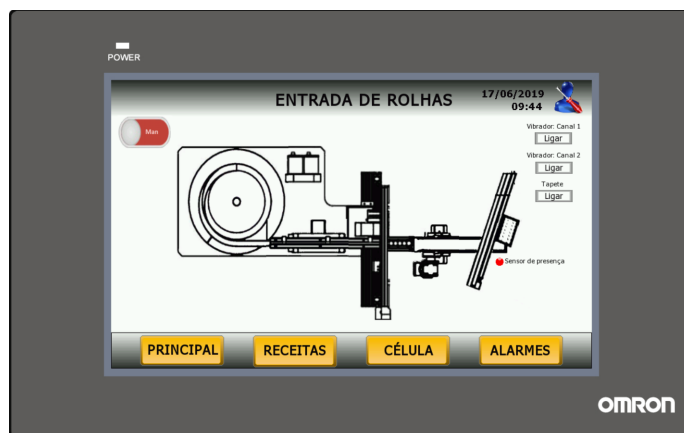 POWER
ENTRADA DE ROLHAS
17/06/2019
09:44
Man
Vibrador: Canal 1
Ligar
Vibrador: Canal 2
Ligar
Tapete
Ligar
Sensor de presença
PRINCIPAL
RECEITAS
CÉLULA
ALARMES
OMRON